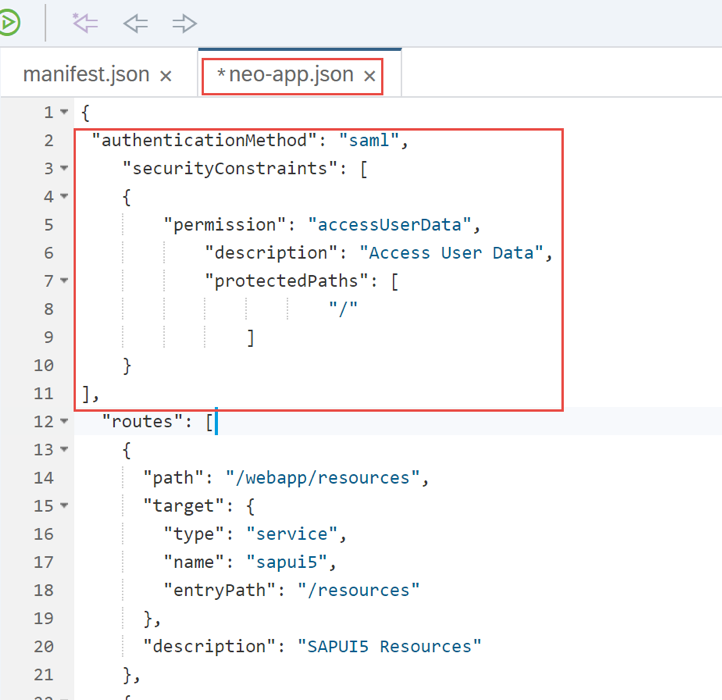 manifest.json × *neo-app.json ×
1 {
2 "authenticationMethod": "saml",
3 "securityConstraints": [
4 {
5 "permission": "accessUserData",
6 "description": "Access User Data",
7 "protectedPaths": [
8 "/"
9 ]
10 }
11 ],
12 "routes": [
13 {
14 "path": "/webapp/resources",
15 "target": {
16 "type": "service",
17 "name": "sapui5",
18 "entryPath": "/resources"
19 },
20 "description": "SAPUI5 Resources"
21 },